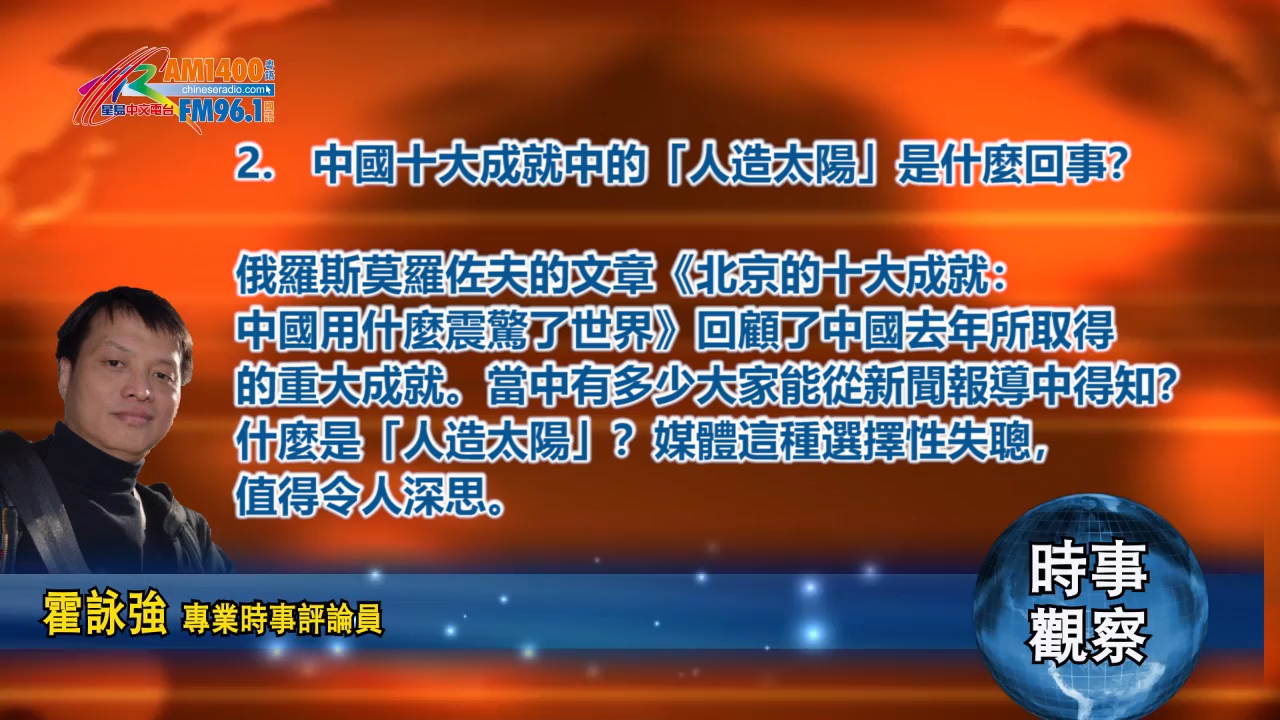 AM1400 粵語
chineseradio.com
星島中文電台 FM96.1 國語
2. 中國十大成就中的「人造太陽」是什麼回事?
俄羅斯莫羅佐夫的文章《北京的十大成就:
中國用什麼震驚了世界》回顧了中國去年所取得
的重大成就。當中有多少大家能從新聞報導中得知?
什麼是「人造太陽」? 媒體這種選擇性失聰,
值得令人深思。
時事
觀察
霍詠強 專業時事評論員